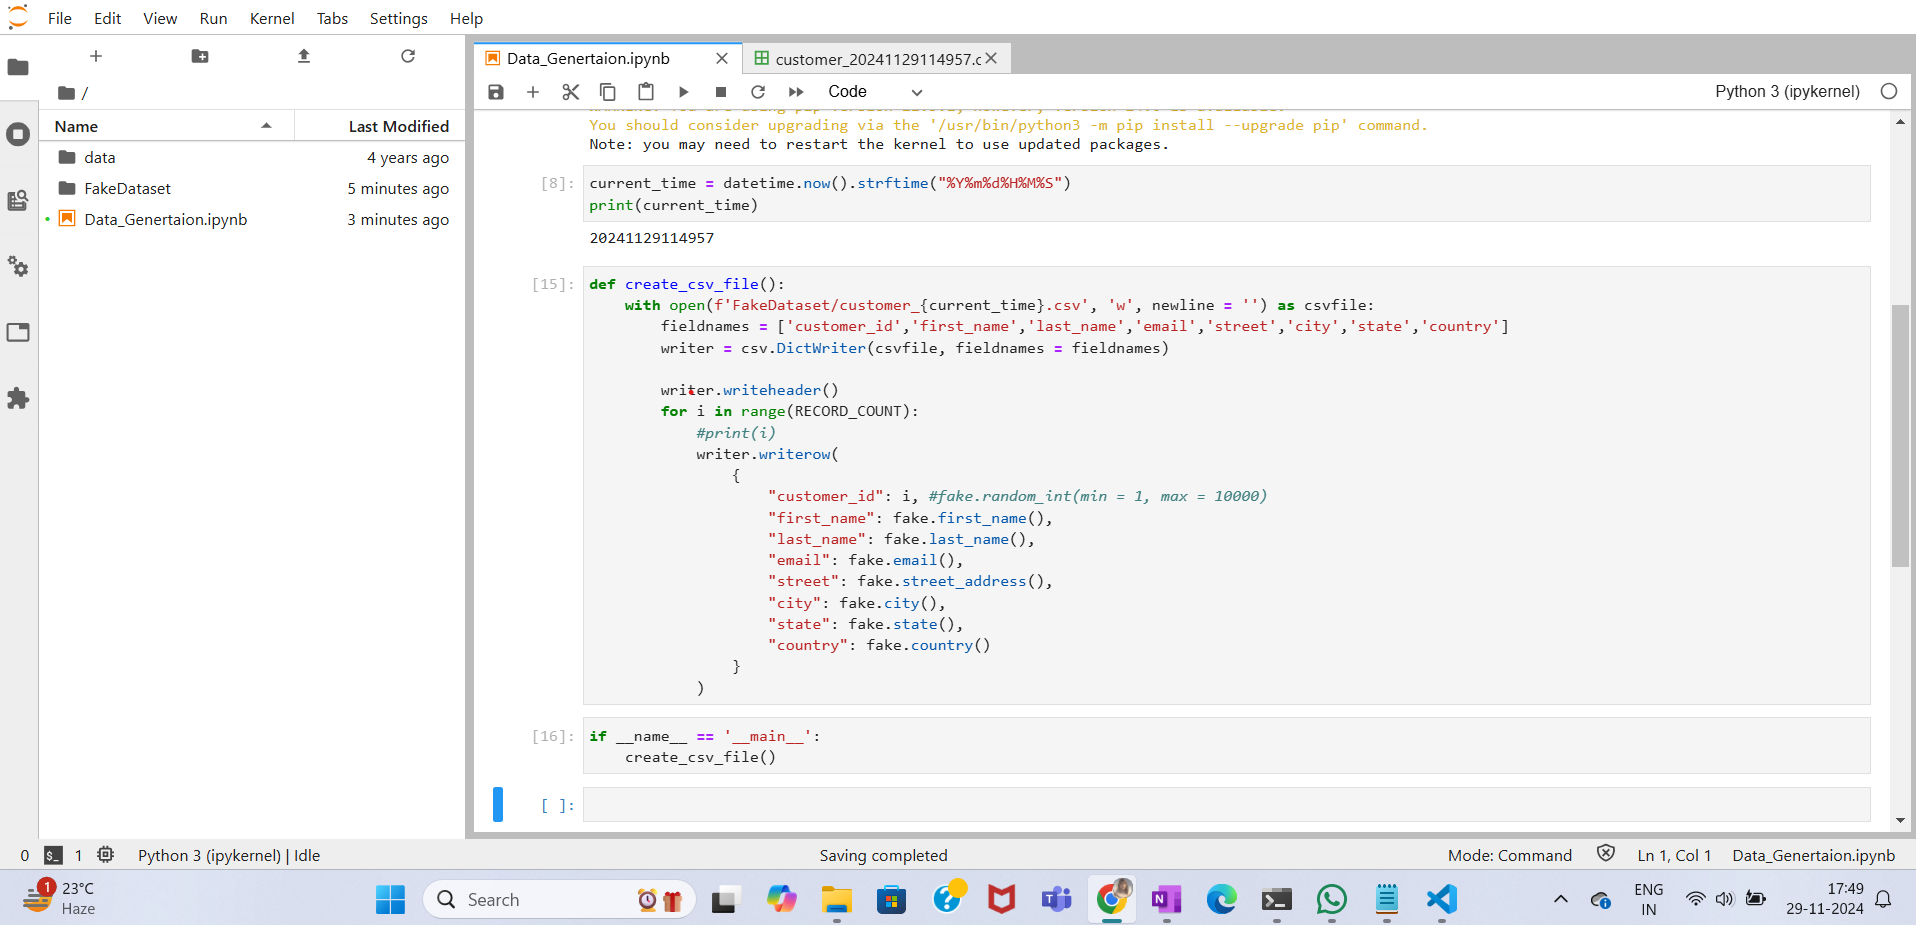 File Edit View Run Kernel Tabs Settings Help
Data_Genertaion.ipynb
customer_20241129114957.c
/
Code
Python 3 (ipykernel)
Name Last Modified
data 4 years ago
FakeDataset 5 minutes ago
Data_Genertaion.ipynb 3 minutes ago
You should consider upgrading via the '/usr/bin/python3 -m pip install --upgrade pip' command.
Note: you may need to restart the kernel to use updated packages.
[8]: current_time = datetime.now().strftime("%Y%m%d%H%M%S")
print(current_time)
20241129114957
[15]: def create_csv_file():
with open(f'FakeDataset/customer_{current_time}.csv', 'w', newline = '') as csvfile:
fieldnames = ['customer_id','first_name','last_name','email','street','city','state','country']
writer = csv.DictWriter(csvfile, fieldnames = fieldnames)
writer.writeheader()
for i in range(RECORD_COUNT):
#print(i)
writer.writerow(
{
"customer_id": i, #fake.random_int(min = 1, max = 10000)
"first_name": fake.first_name(),
"last_name": fake.last_name(),
"email": fake.email(),
"street": fake.street_address(),
"city": fake.city(),
"state": fake.state(),
"country": fake.country()
}
)
[16]: if __name__ == '__main__':
create_csv_file()
[ ]:
0 $_ 1 Python 3 (ipykernel) | Idle Saving completed Mode: Command Ln 1, Col 1 Data_Genertaion.ipynb
1 23°C
Haze
Search
ENG
IN
17:49
29-11-2024